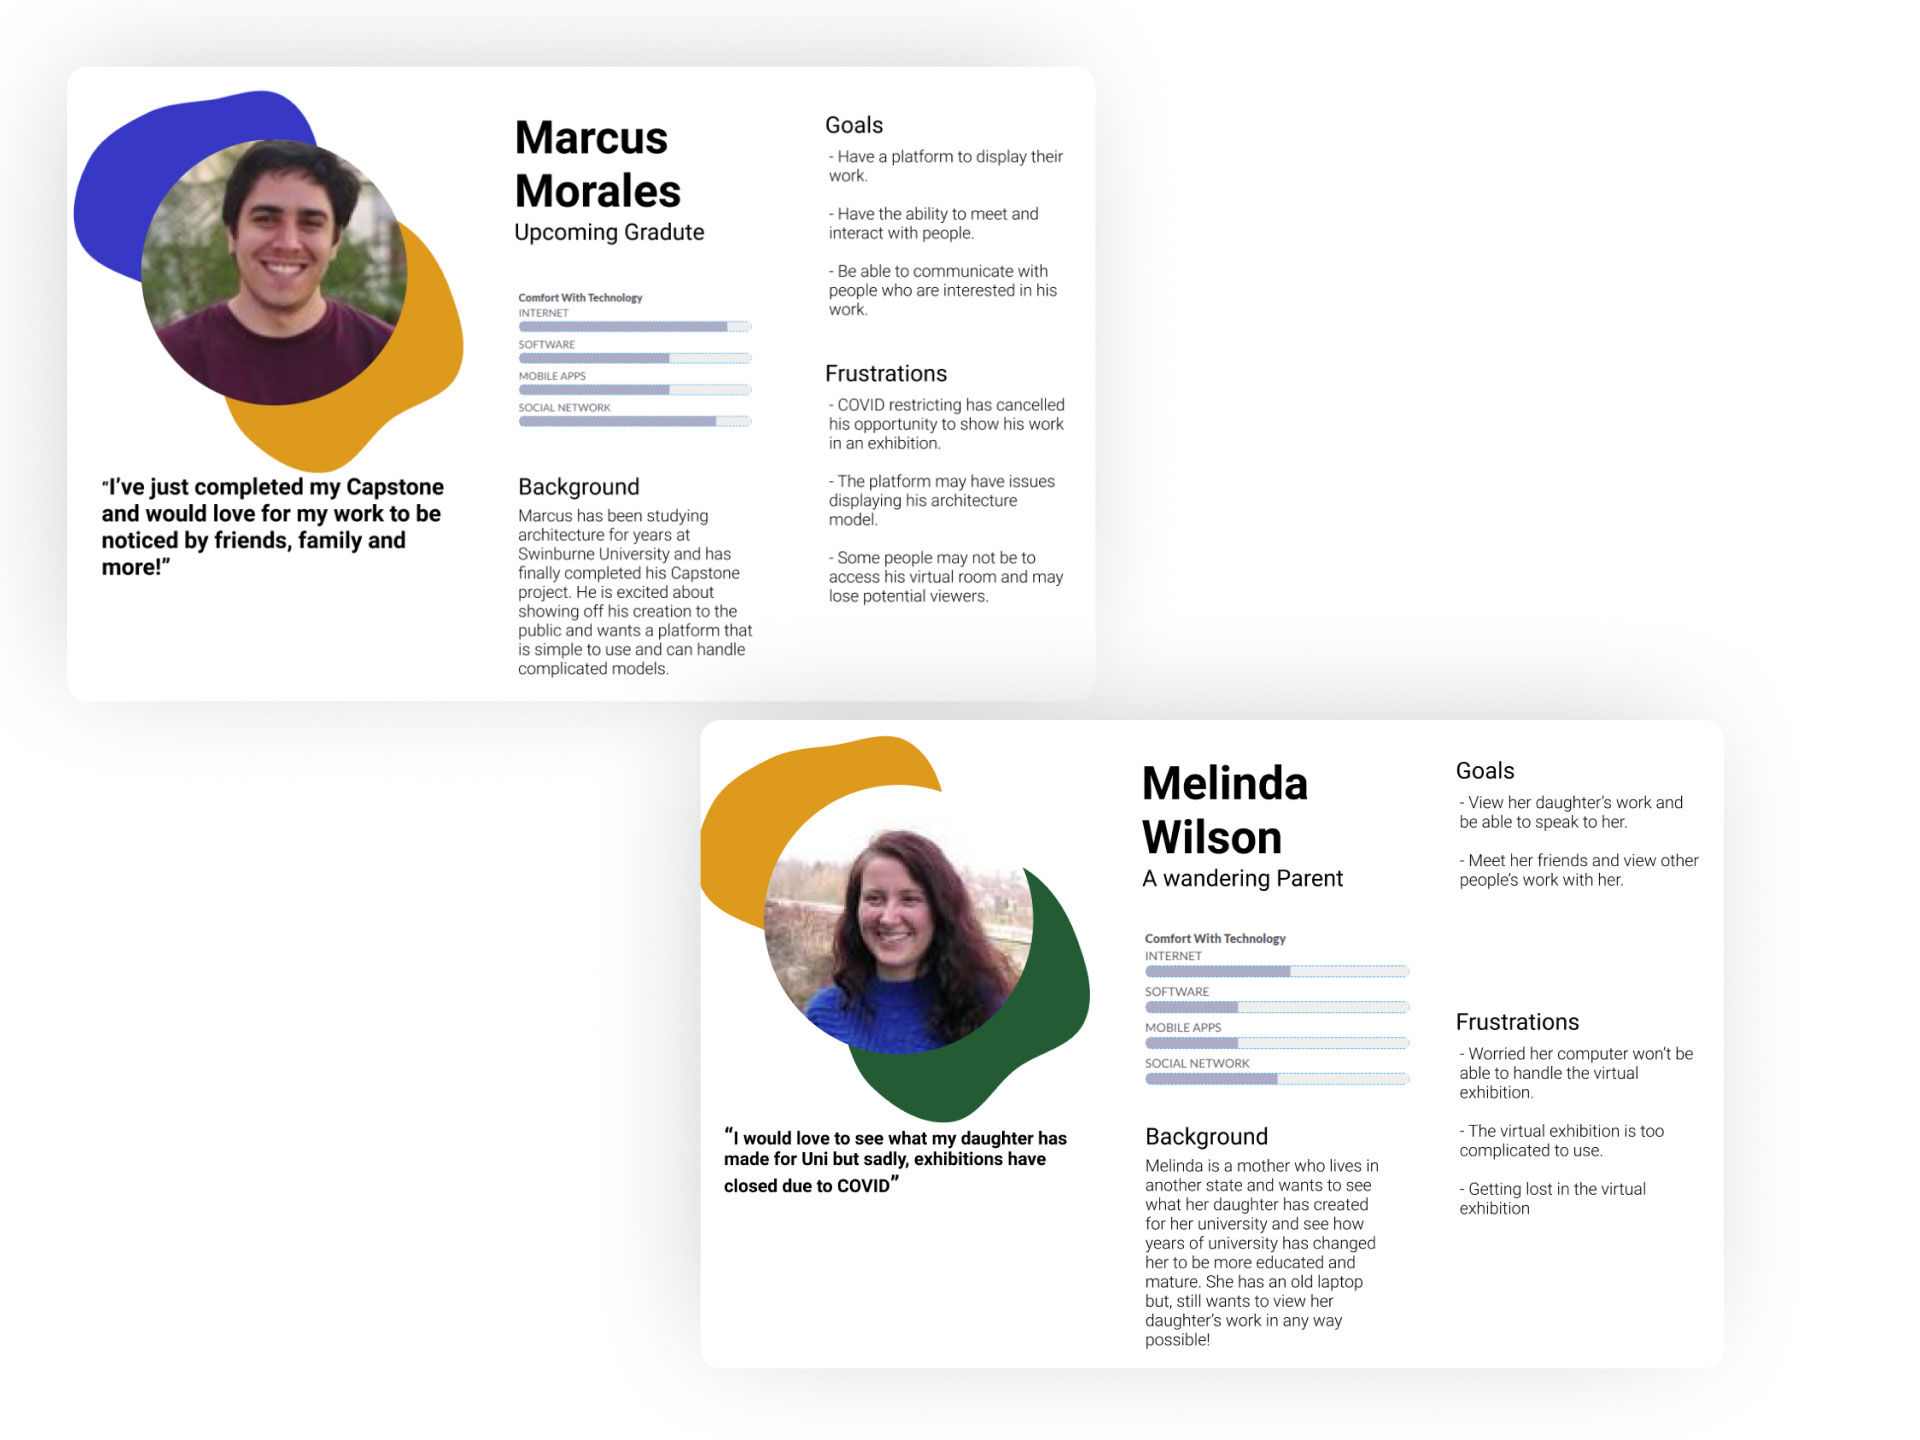 Marcus
Morales
Upcoming Gradute
Comfort With Technology
INTERNET
SOFTWARE
MOBILE APPS
SOCIAL NETWORK
“I’ve just completed my Capstone
and would love for my work to be
noticed by friends, family and
more!”
Background
Marcus has been studying
architecture for years at
Swinburne University and has
finally completed his Capstone
project. He is excited about
showing off his creation to the
public and wants a platform that
is simple to use and can handle
complicated models.
Goals
- Have a platform to display their
work.
- Have the ability to meet and
interact with people.
- Be able to communicate with
people who are interested in his
work.
Frustrations
- COVID restricting has cancelled
his opportunity to show his work
in an exhibition.
- The platform may have issues
displaying his architecture
model.
- Some people may not be to
access his virtual room and may
lose potential viewers.
Melinda
Wilson
A wandering Parent
Comfort With Technology
INTERNET
SOFTWARE
MOBILE APPS
SOCIAL NETWORK
“I would love to see what my daughter has
made for Uni but sadly, exhibitions have
closed due to COVID”
Background
Melinda is a mother who lives in
another state and wants to see
what her daughter has created
for her university and see how
years of university has changed
her to be more educated and
mature. She has an old laptop
but, still wants to view her
daughter’s work in any way
possible!
Goals
- View her daughter’s work and
be able to speak to her.
- Meet her friends and view other
people’s work with her.
Frustrations
- Worried her computer won’t be
able to handle the virtual
exhibition.
- The virtual exhibition is too
complicated to use.
- Getting lost in the virtual
exhibition